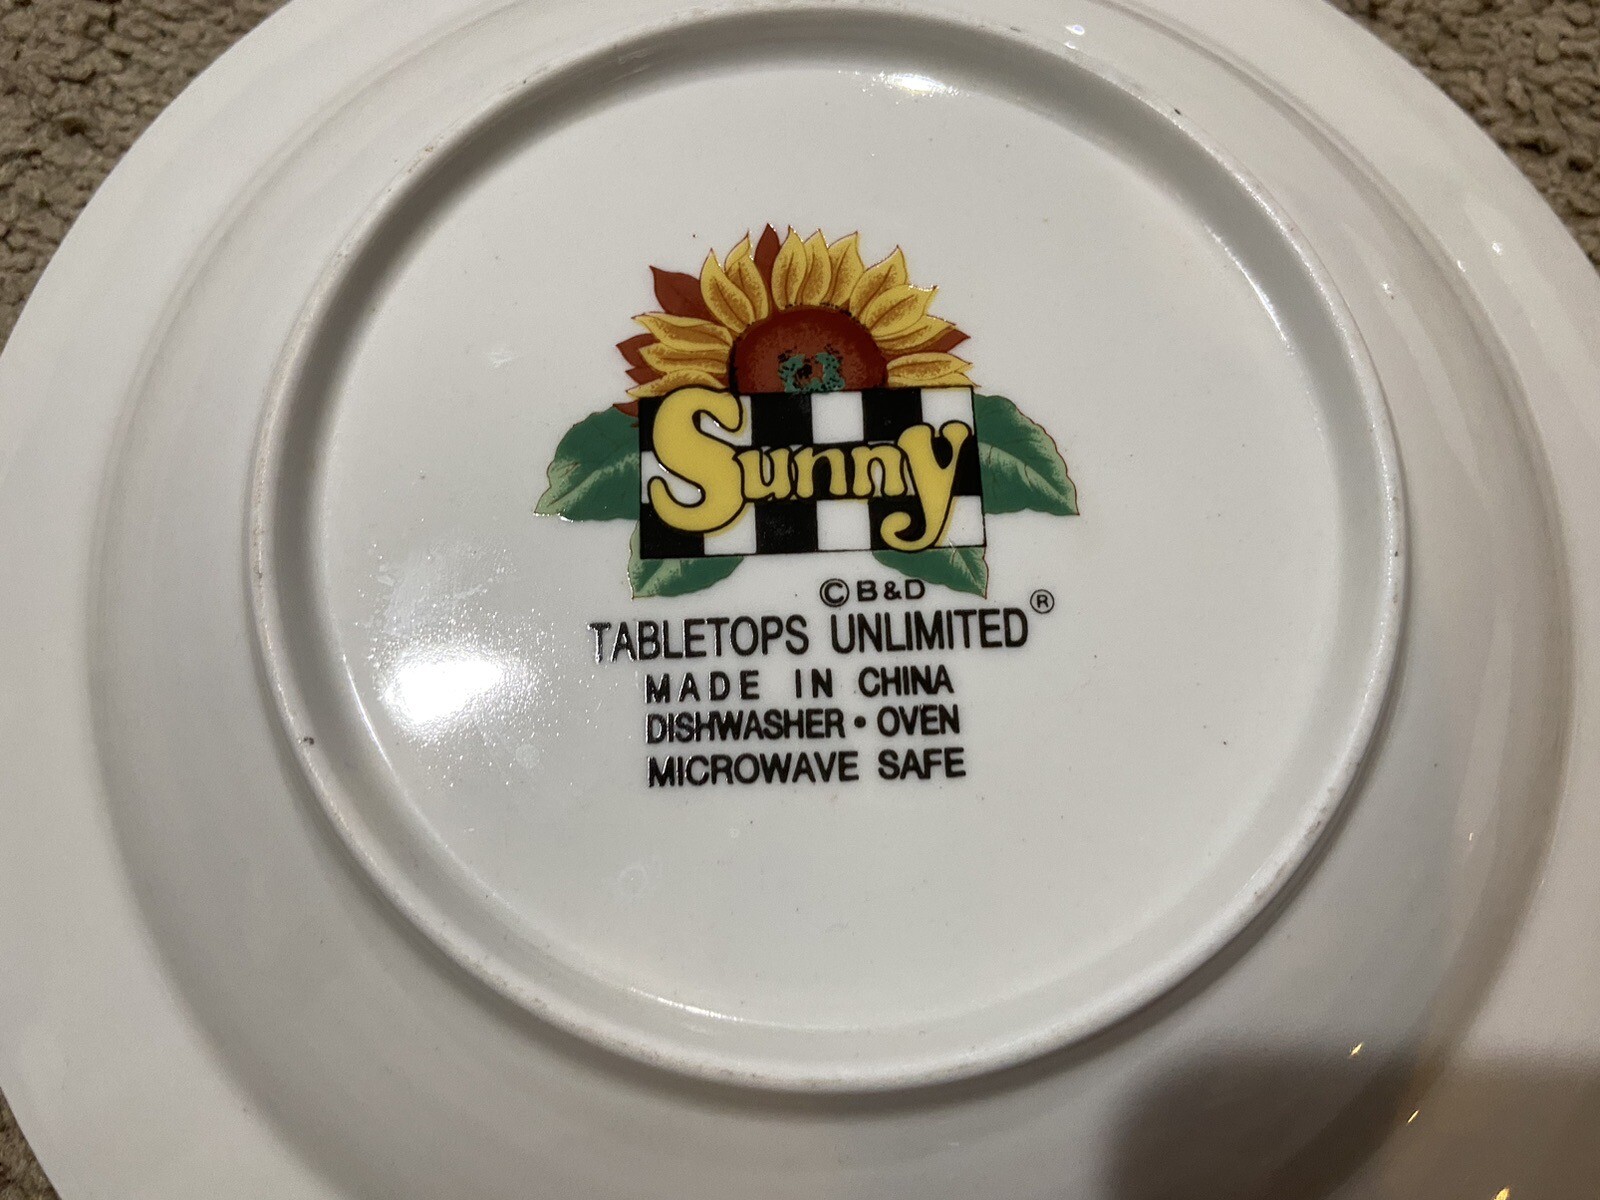 Sunny
© B & D
TABLETOPS UNLIMITED®
MADE IN CHINA
DISHWASHER • OVEN
MICROWAVE SAFE